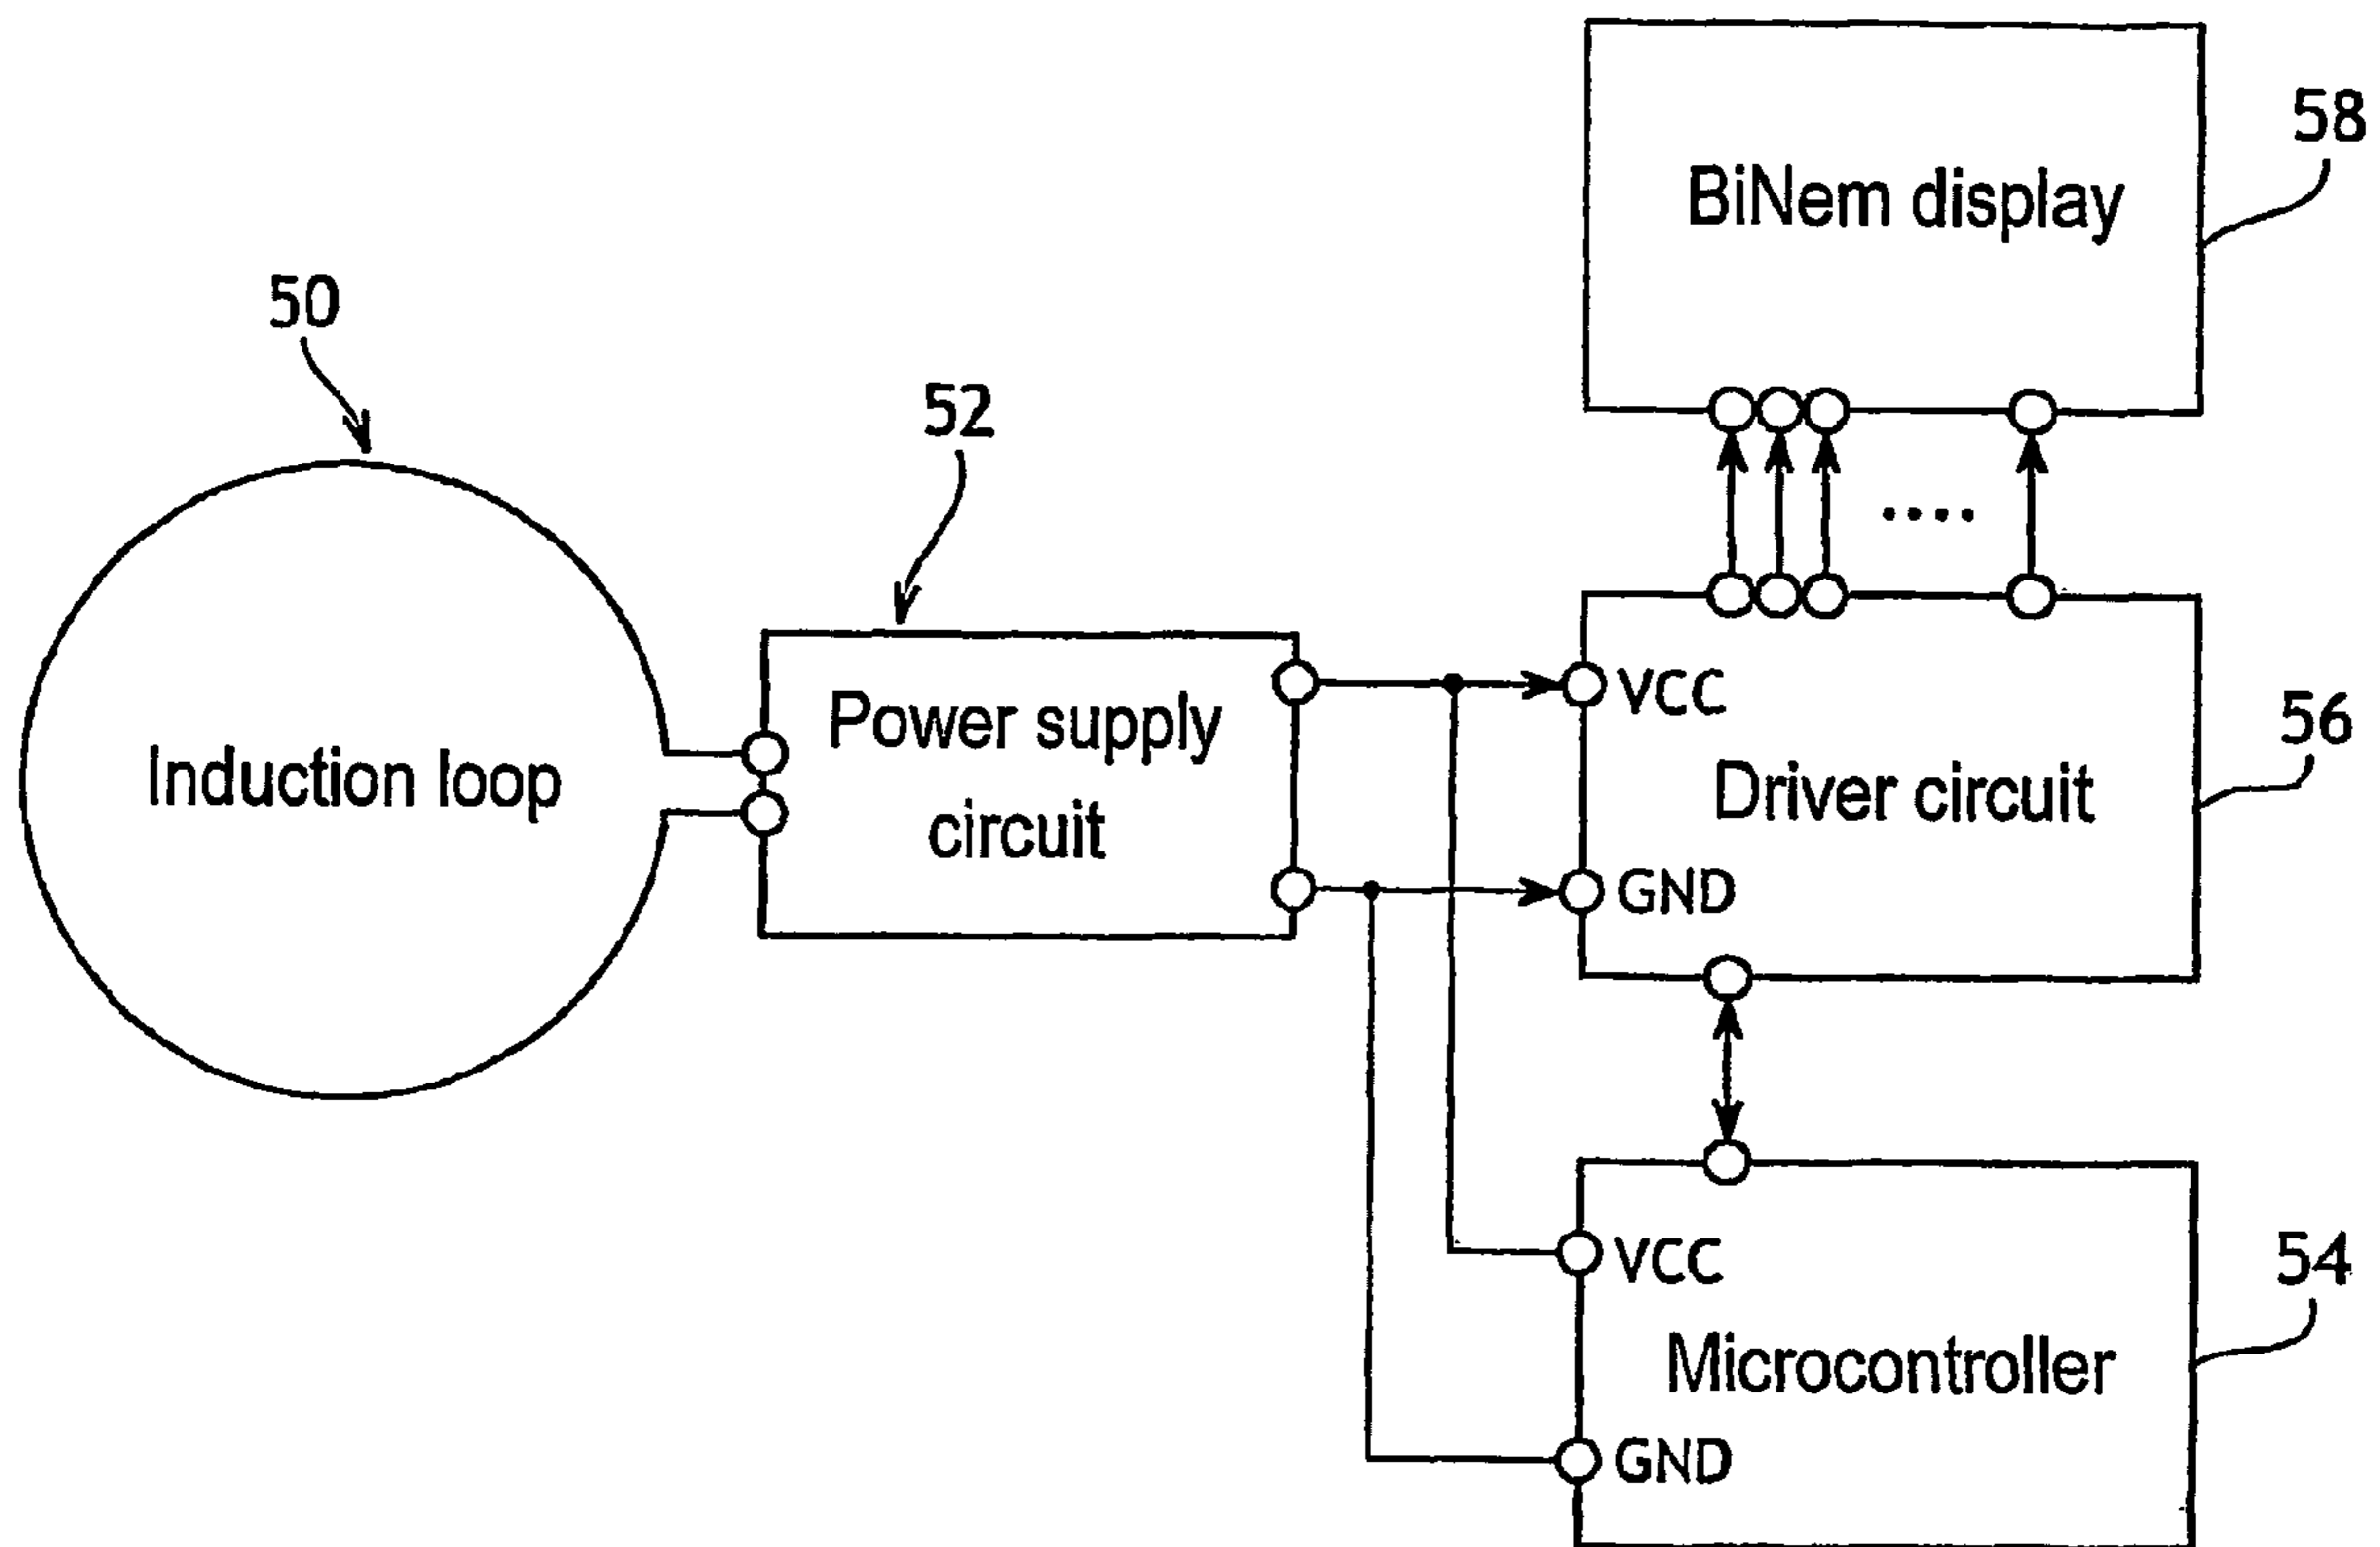 58
BiNem display
50
52
Induction loop
Power supply
circuit
VCC
56
Driver circuit
GND
....
VCC
54
Microcontroller
GND